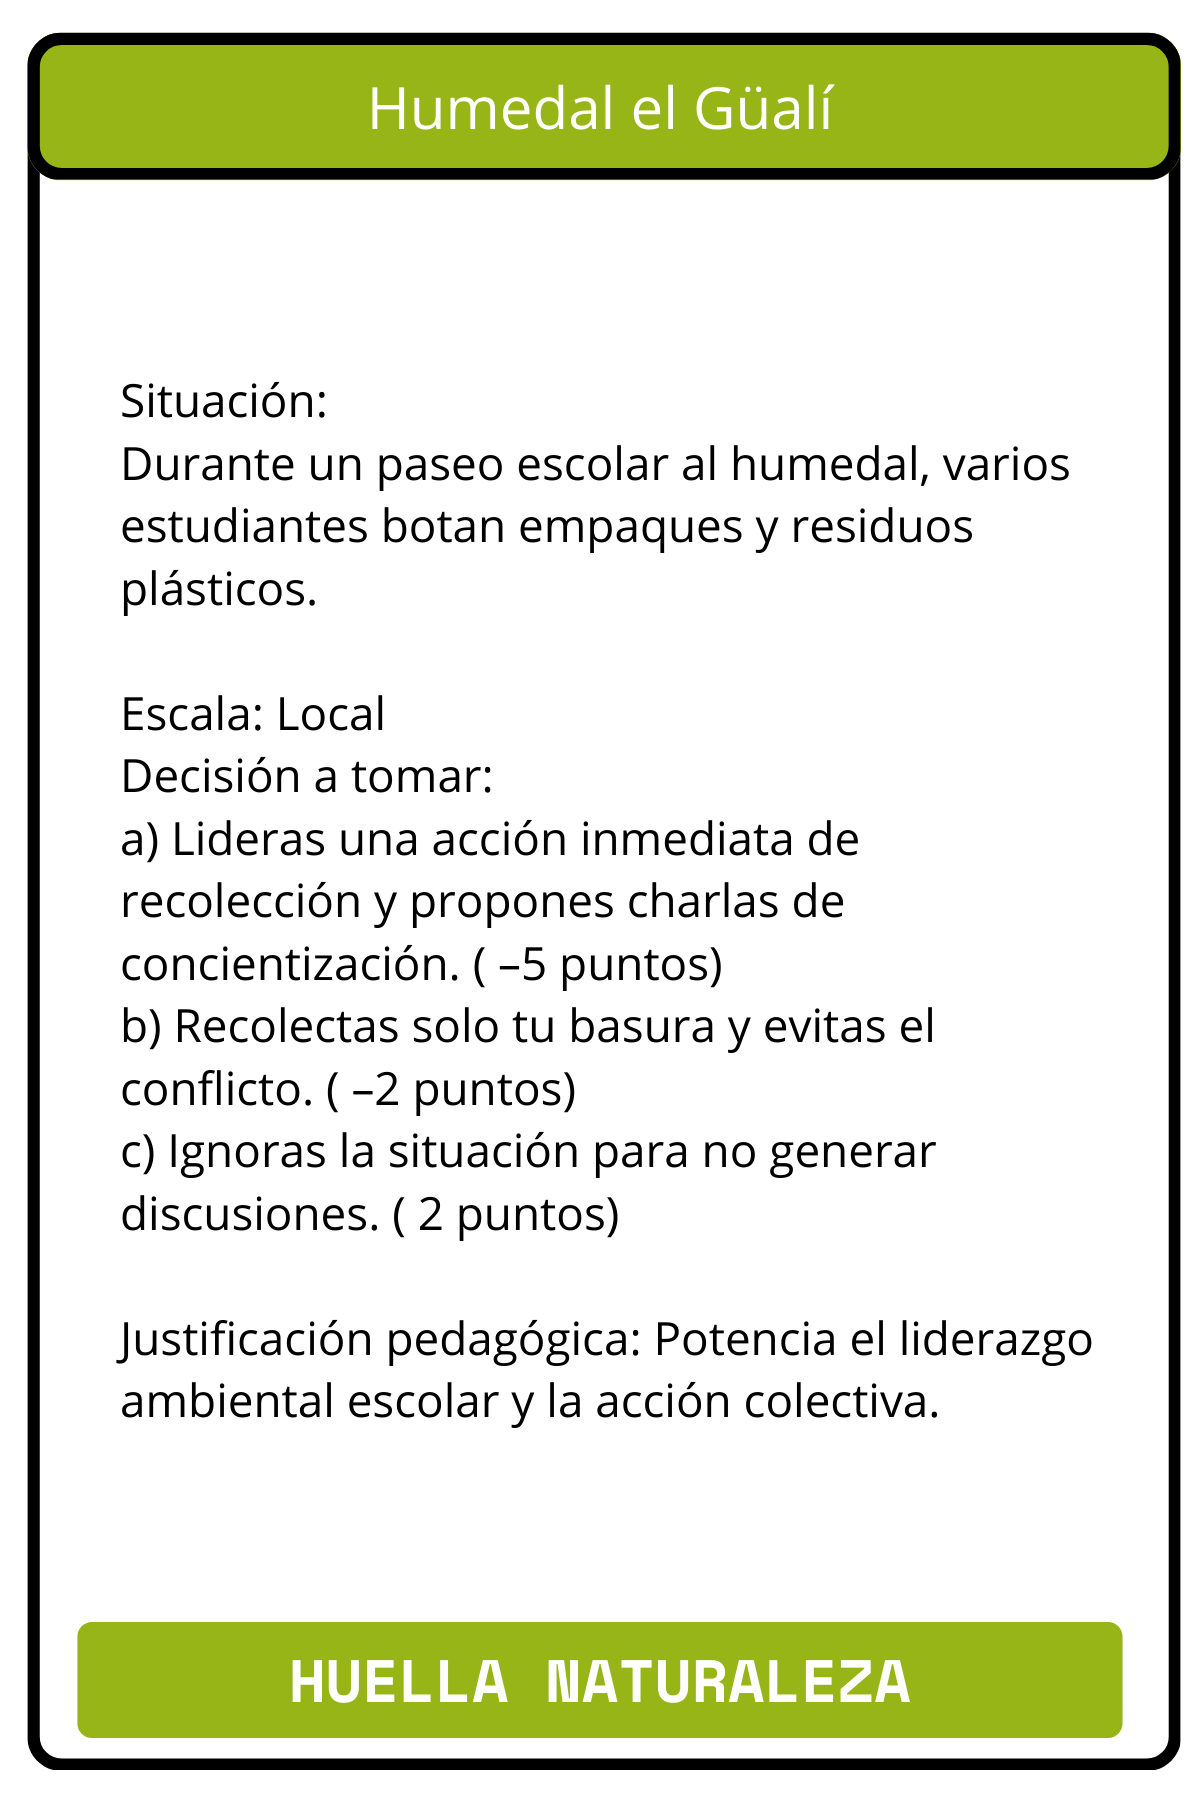 Humedal el Güalí
Situación:
Durante un paseo escolar al humedal, varios
estudiantes botan empaques y residuos
plásticos.
Escala: Local
Decisión a tomar:
a) Lideras una acción inmediata de
recolección y propones charlas de
concientización. ( –5 puntos)
b) Recolectas solo tu basura y evitas el
conflicto. ( –2 puntos)
c) Ignoras la situación para no generar
discusiones. ( 2 puntos)
Justificación pedagógica: Potencia el liderazgo
ambiental escolar y la acción colectiva.
HUELLA NATURALEZA